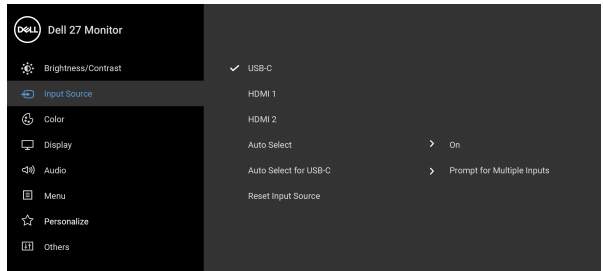 DELL Dell 27 Monitor
Brightness/Contrast
USB-C
Input Source
HDMI 1
Color
HDMI 2
Display
Auto Select
On
Audio
Auto Select for USB-C
Prompt for Multiple Inputs
Menu
Reset Input Source
Personalize
Others